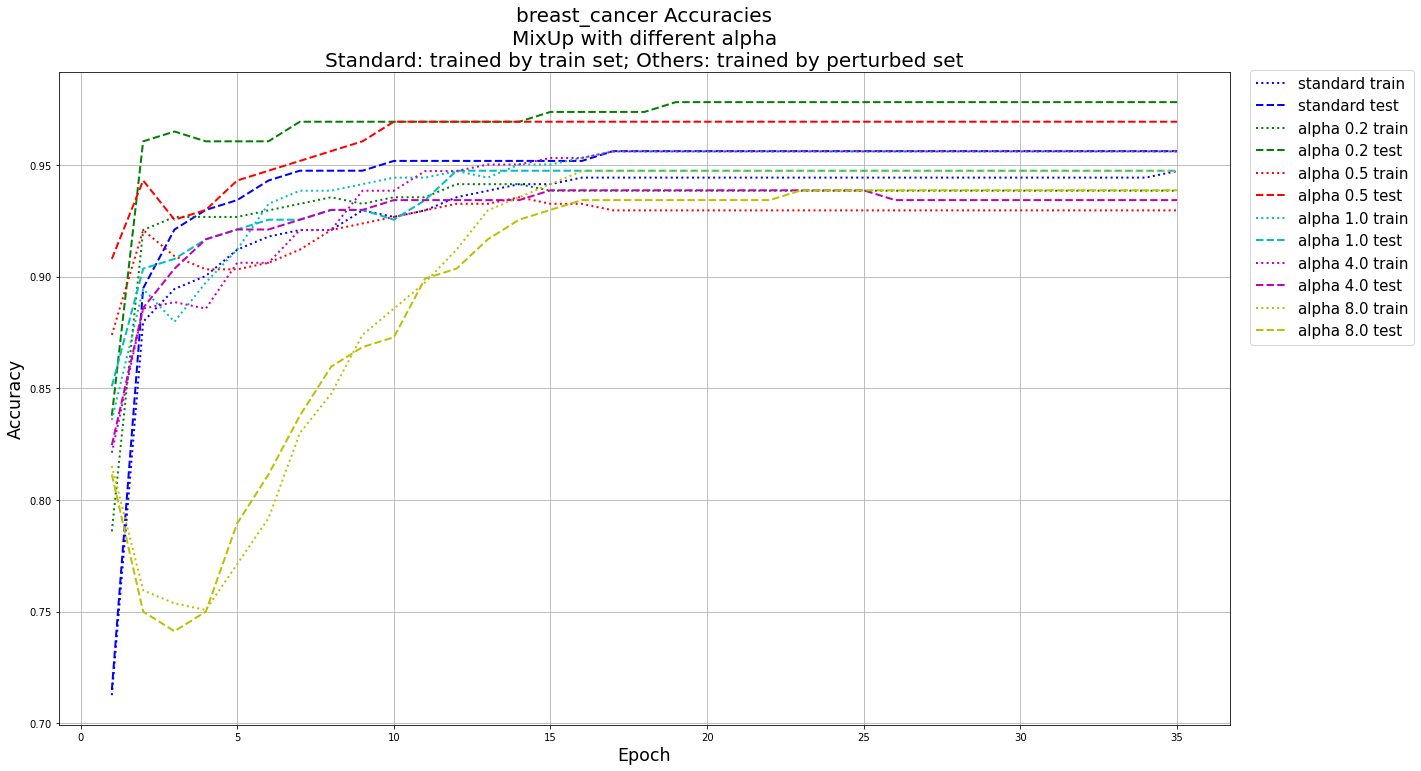 breast_cancer Accuracies
MixUp with different alpha
Standard: trained by train set; Others: trained by perturbed set
standard train
standard test
alpha 0.2 train
alpha 0.2 test
alpha 0.5 train
alpha 0.5 test
alpha 1.0 train
alpha 1.0 test
alpha 4.0 train
alpha 4.0 test
alpha 8.0 train
alpha 8.0 test
Accuracy
0.95
0.90
0.85
0.80
0.75
0.70
0 5 10 15 20 25 30 35
Epoch